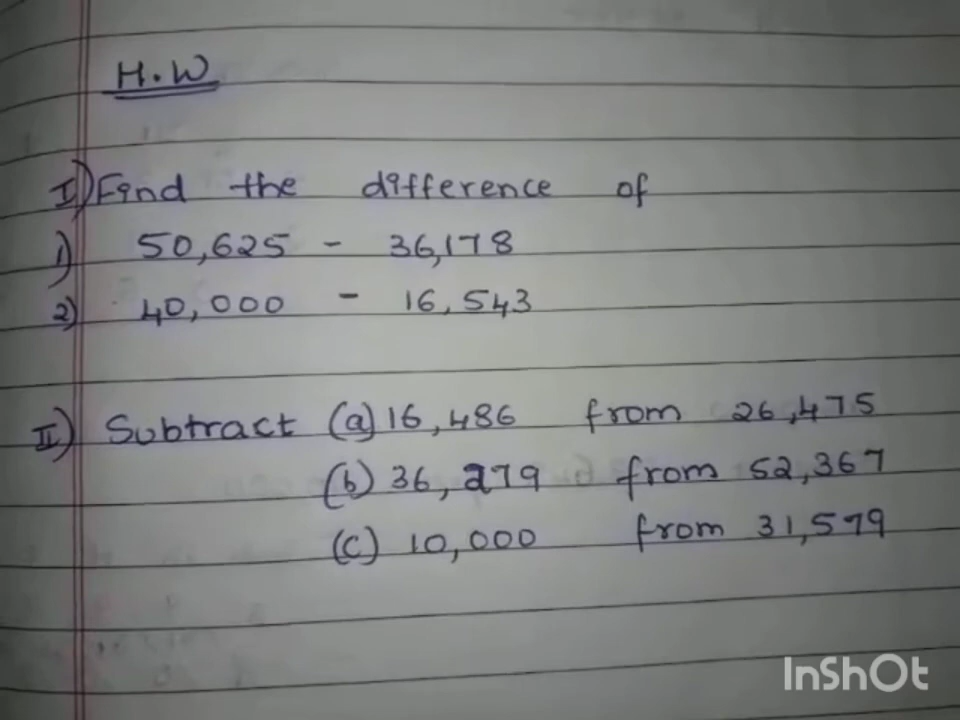 H.W
I) Find the difference of
1) 50,625 - 36,178
2) 40,000 - 16,543
II) Subtract (a) 16,486 from 26,475
(b) 36,279 from 52,367
(c) 10,000 from 31,579
InShOt